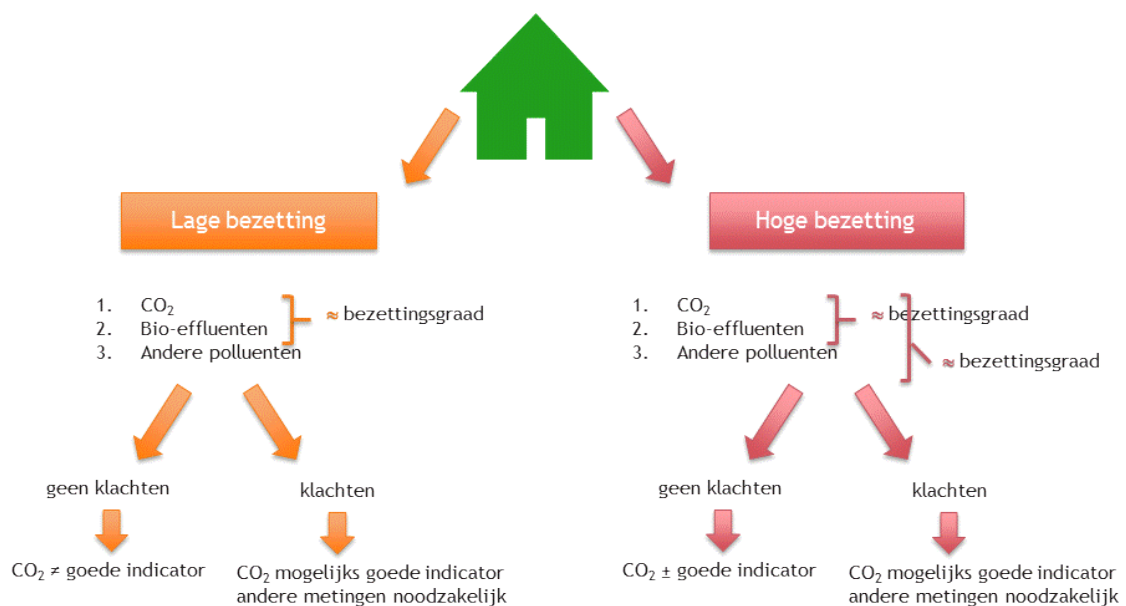 Lage bezetting
1. CO₂
2. Bio-effluenten
3. Andere polluenten
≈ bezettingsgraad
geen klachten
klachten
CO₂ ≠ goede indicator
CO₂ mogelijks goede indicator
andere metingen noodzakelijk
Hoge bezetting
1. CO₂
2. Bio-effluenten
3. Andere polluenten
≈ bezettingsgraad
≈ bezettingsgraad
geen klachten
klachten
CO₂ ± goede indicator
CO₂ mogelijks goede indicator
andere metingen noodzakelijk